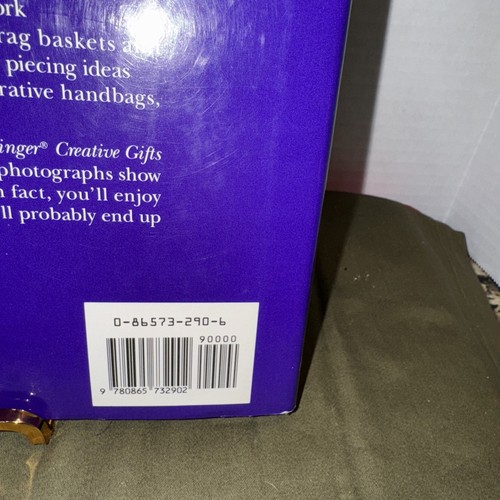 ork
rag baskets a
piecing ideas
rative handbags,
inger® Creative Gifts
photographs show
n fact, you'll enjoy
ll probably end up
0-86573-290-6
90000
9 780865 732902